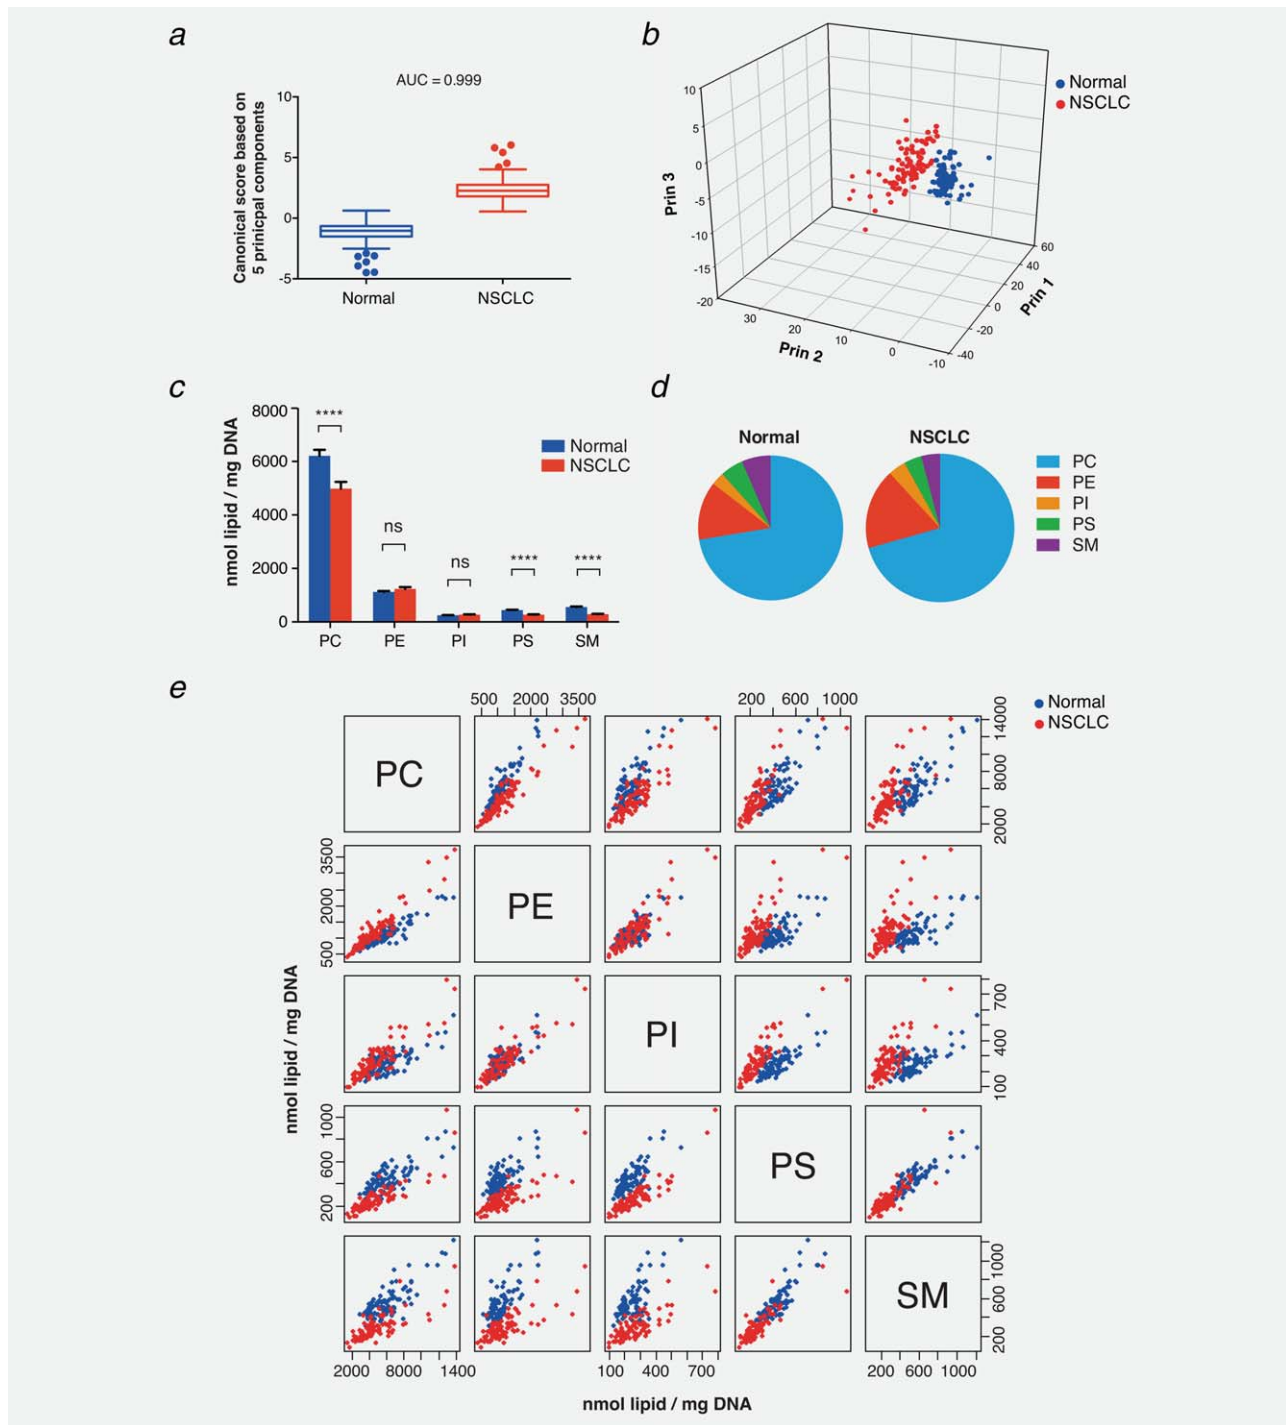 a
AUC = 0.999
Canonical score based on
5 prinicpal components
10
5
0
-5
Normal
NSCLC
b
Normal
NSCLC
Prin 3
10
5
0
-5
-10
-15
-20
30
20
10
0
-10
Prin 2
60
40
20
0
-20
-40
Prin 1
c
nmol lipid / mg DNA
8000
6000
4000
2000
0
****
ns
ns
****
****
Normal
NSCLC
PC
PE
PI
PS
SM
d
Normal
NSCLC
PC
PE
PI
PS
SM
e
500 2000 3500
200 600 1000
Normal
NSCLC
PC
2000 8000 14000
500 2000 3500
PE
nmol lipid / mg DNA
PI
100 400 700
200 600 1000
PS
SM
200 600 1000
2000 8000 1400
100 400 700
200 600 1000
nmol lipid / mg DNA